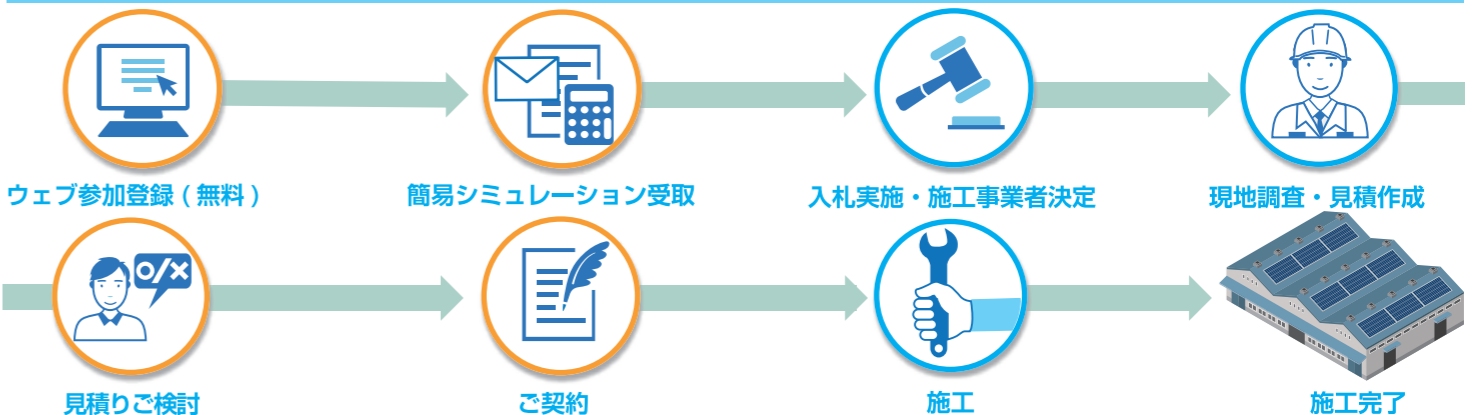 ウェブ参加登録 ( 無料 )
簡易シミュレーション受取
入札実施・施工事業者決定
現地調査・見積作成
o/×
見積りご検討
ご契約
施工
施工完了